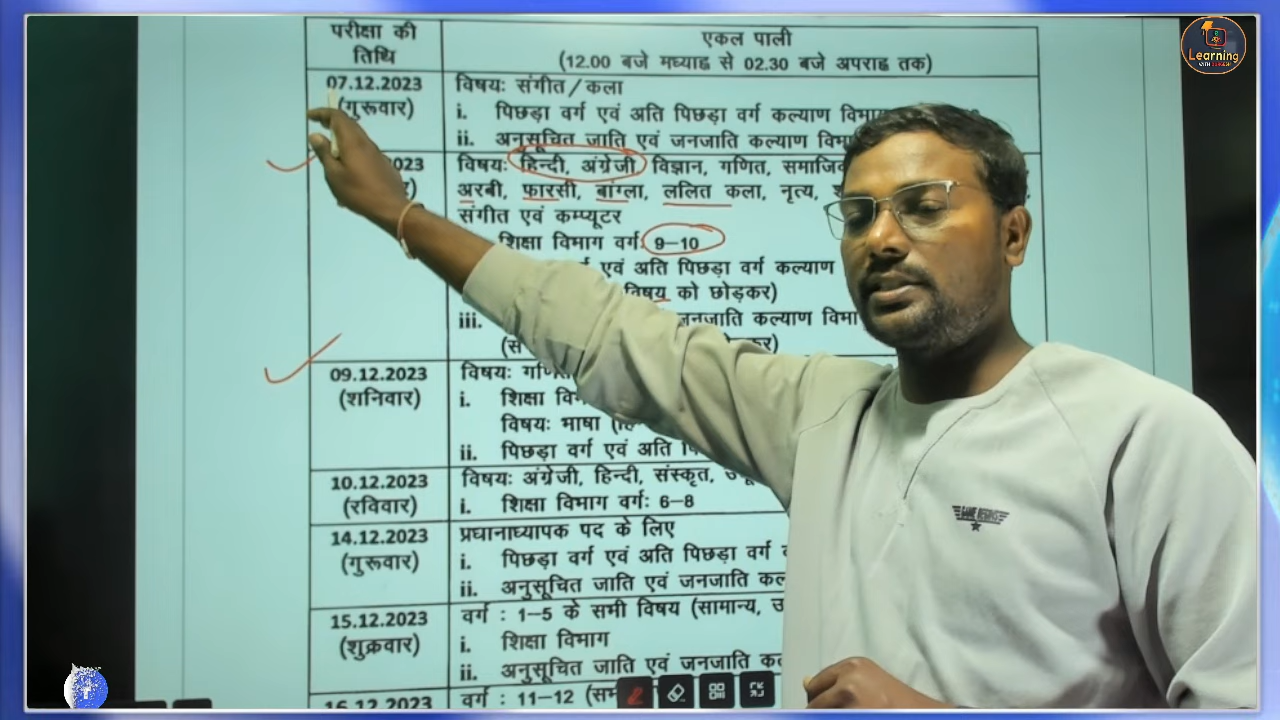 Learning
परीक्षा की
तिथि
एकल पाली
(12.00 बजे मध्याह्न से 02.30 बजे अपराह्न तक)
07.12.2023
(गुरूवार)
विषयः संगीत/कला
i. पिछड़ा वर्ग एवं अति पिछड़ा वर्ग कल्याण
ii. अनुसूचित जाति एवं जनजाति कल्याण
विषयः हिन्दी, अंग्रेजी विज्ञान, गणित,
अरबी, फारसी, बांग्ला, ललित कला, नृत्य,
संगीत एवं कम्प्यूटर
शिक्षा विभाग वर्ग 9–10
एवं अति पिछड़ा वर्ग कल्याण
विषय को छोड़कर)
iii. जनजाति कल्याण
09.12.2023
(शनिवार)
विषयः
i. शिक्षा
विषयः भाषा
ii. पिछड़ा वर्ग एवं अति
10.12.2023
(रविवार)
विषयः अंग्रेजी, हिन्दी, संस्कृत,
i. शिक्षा विभाग वर्गः 6–8
14.12.2023
(गुरूवार)
प्रधानाध्यापक पद के लिए
i. पिछड़ा वर्ग एवं अति पिछड़ा वर्ग
ii. अनुसूचित जाति एवं जनजाति
15.12.2023
(शुक्रवार)
वर्ग : 1–5 के सभी विषय (सामान्य,
i. शिक्षा विभाग
ii. अनुसूचित जाति एवं जनजाति
16.12.2023
वर्ग : 11–12